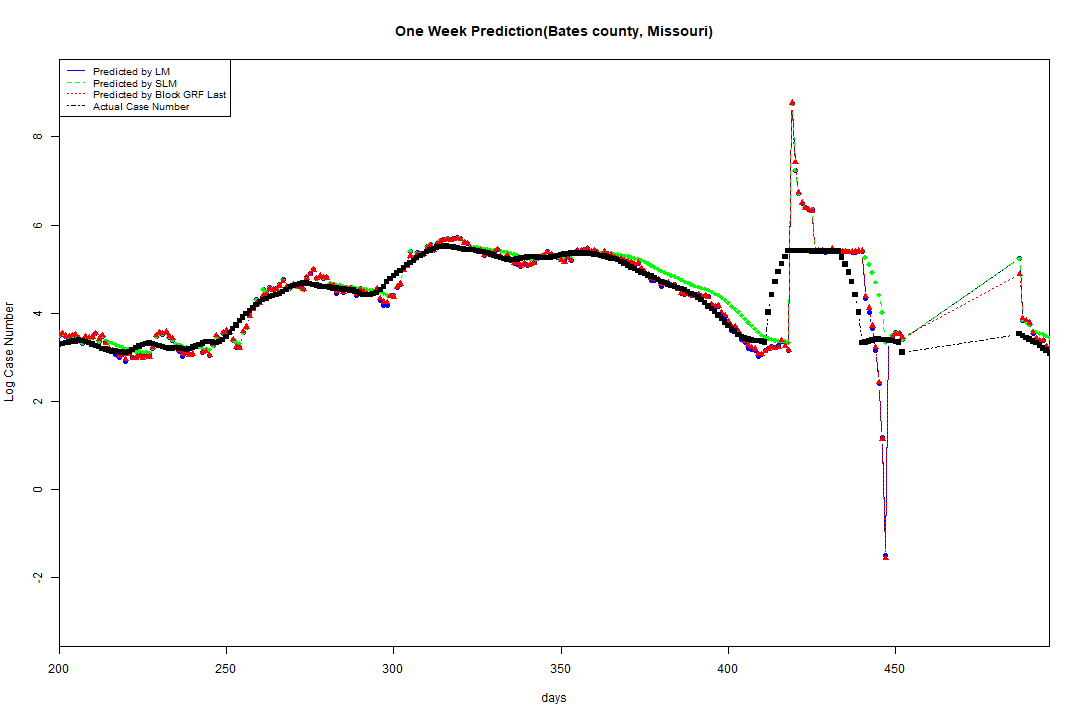 One Week Prediction(Bates county, Missouri)
Predicted by LM
Predicted by SLM
Predicted by Block GRF Last
Actual Case Number
Log Case Number
8
6
4
2
0
-2
200 250 300 350 400 450
days